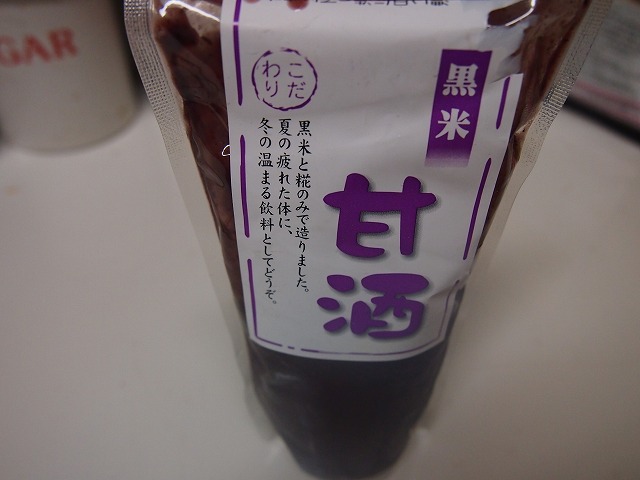 黒米
甘酒
こだ
わり
黒米と糀のみで造りました。
夏の疲れた体に、
冬の温まる飲料としてどうぞ。
GAR